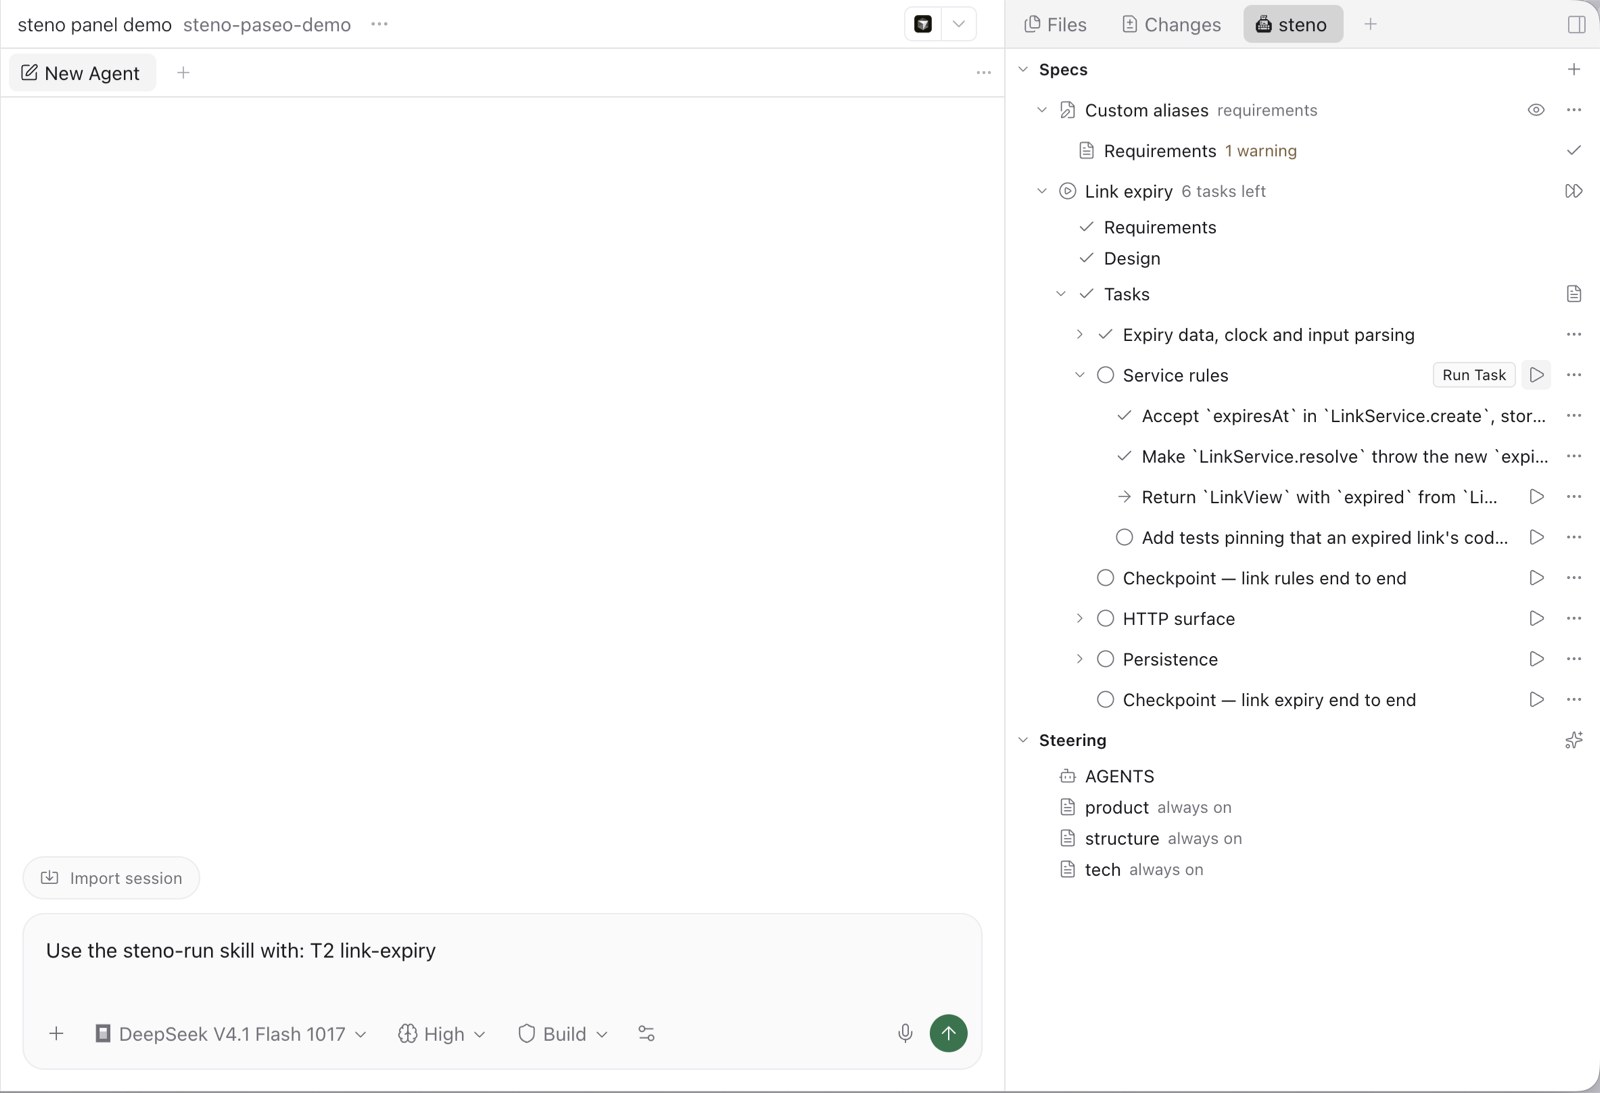 steno panel demo steno-paseo-demo
New Agent
Import session
Use the steno-run skill with: T2 link-expiry
DeepSeek V4.1 Flash 1017 High Build
Files Changes steno
Specs
Custom aliases requirements
Requirements 1 warning
Link expiry 6 tasks left
Requirements
Design
Tasks
Expiry data, clock and input parsing
Service rules Run Task
Accept `expiresAt` in `LinkService.create`, stor...
Make `LinkService.resolve` throw the new `expi...
Return `LinkView` with `expired` from `Li...
Add tests pinning that an expired link's cod...
Checkpoint — link rules end to end
HTTP surface
Persistence
Checkpoint — link expiry end to end
Steering
AGENTS
product always on
structure always on
tech always on